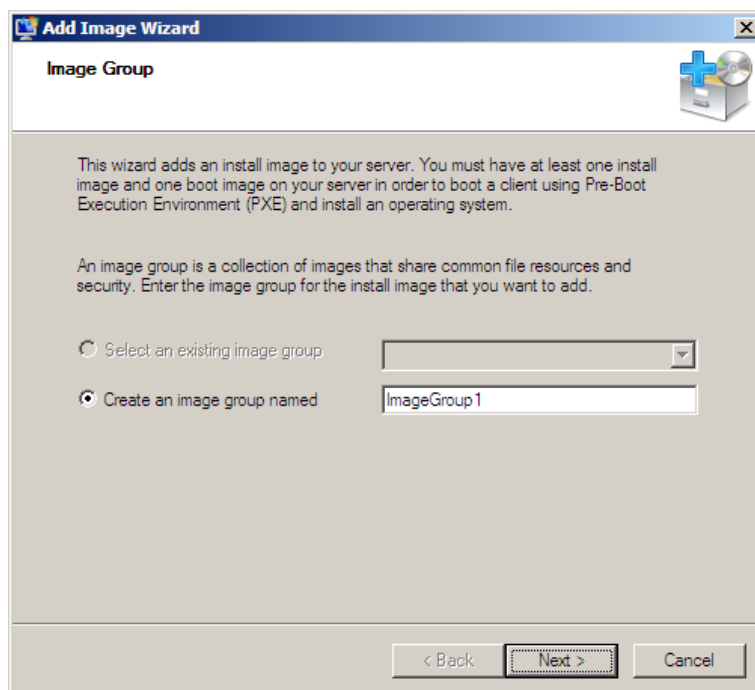 Add Image Wizard
Image Group
This wizard adds an install image to your server. You must have at least one install
image and one boot image on your server in order to boot a client using Pre-Boot
Execution Environment (PXE) and install an operating system.
An image group is a collection of images that share common file resources and
security. Enter the image group for the install image that you want to add.
Select an existing image group
Create an image group named ImageGroup1
< Back Next > Cancel